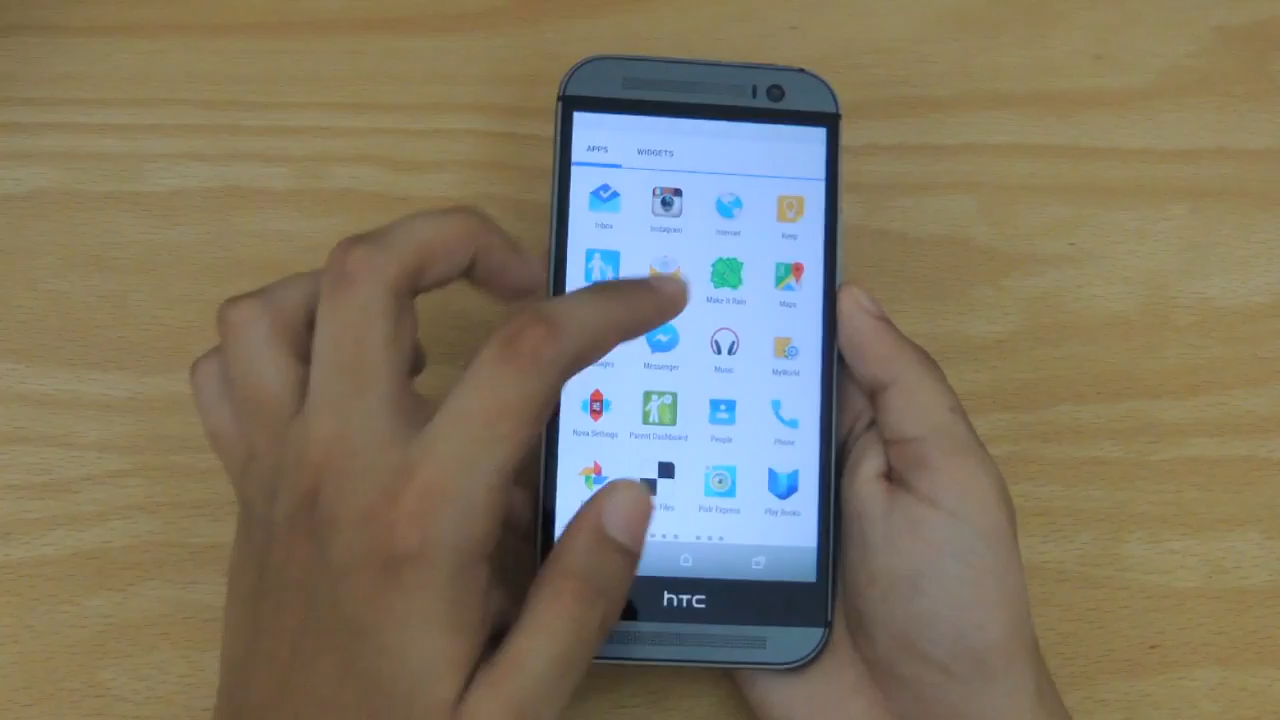 APPS WIDGETS
Inbox Instagram Internet Keep
Make It Rain Maps
Messenger Music MyWorld
Nova Settings Parent Dashboard People Phone
Files Pixlr Express Play Books
hTC